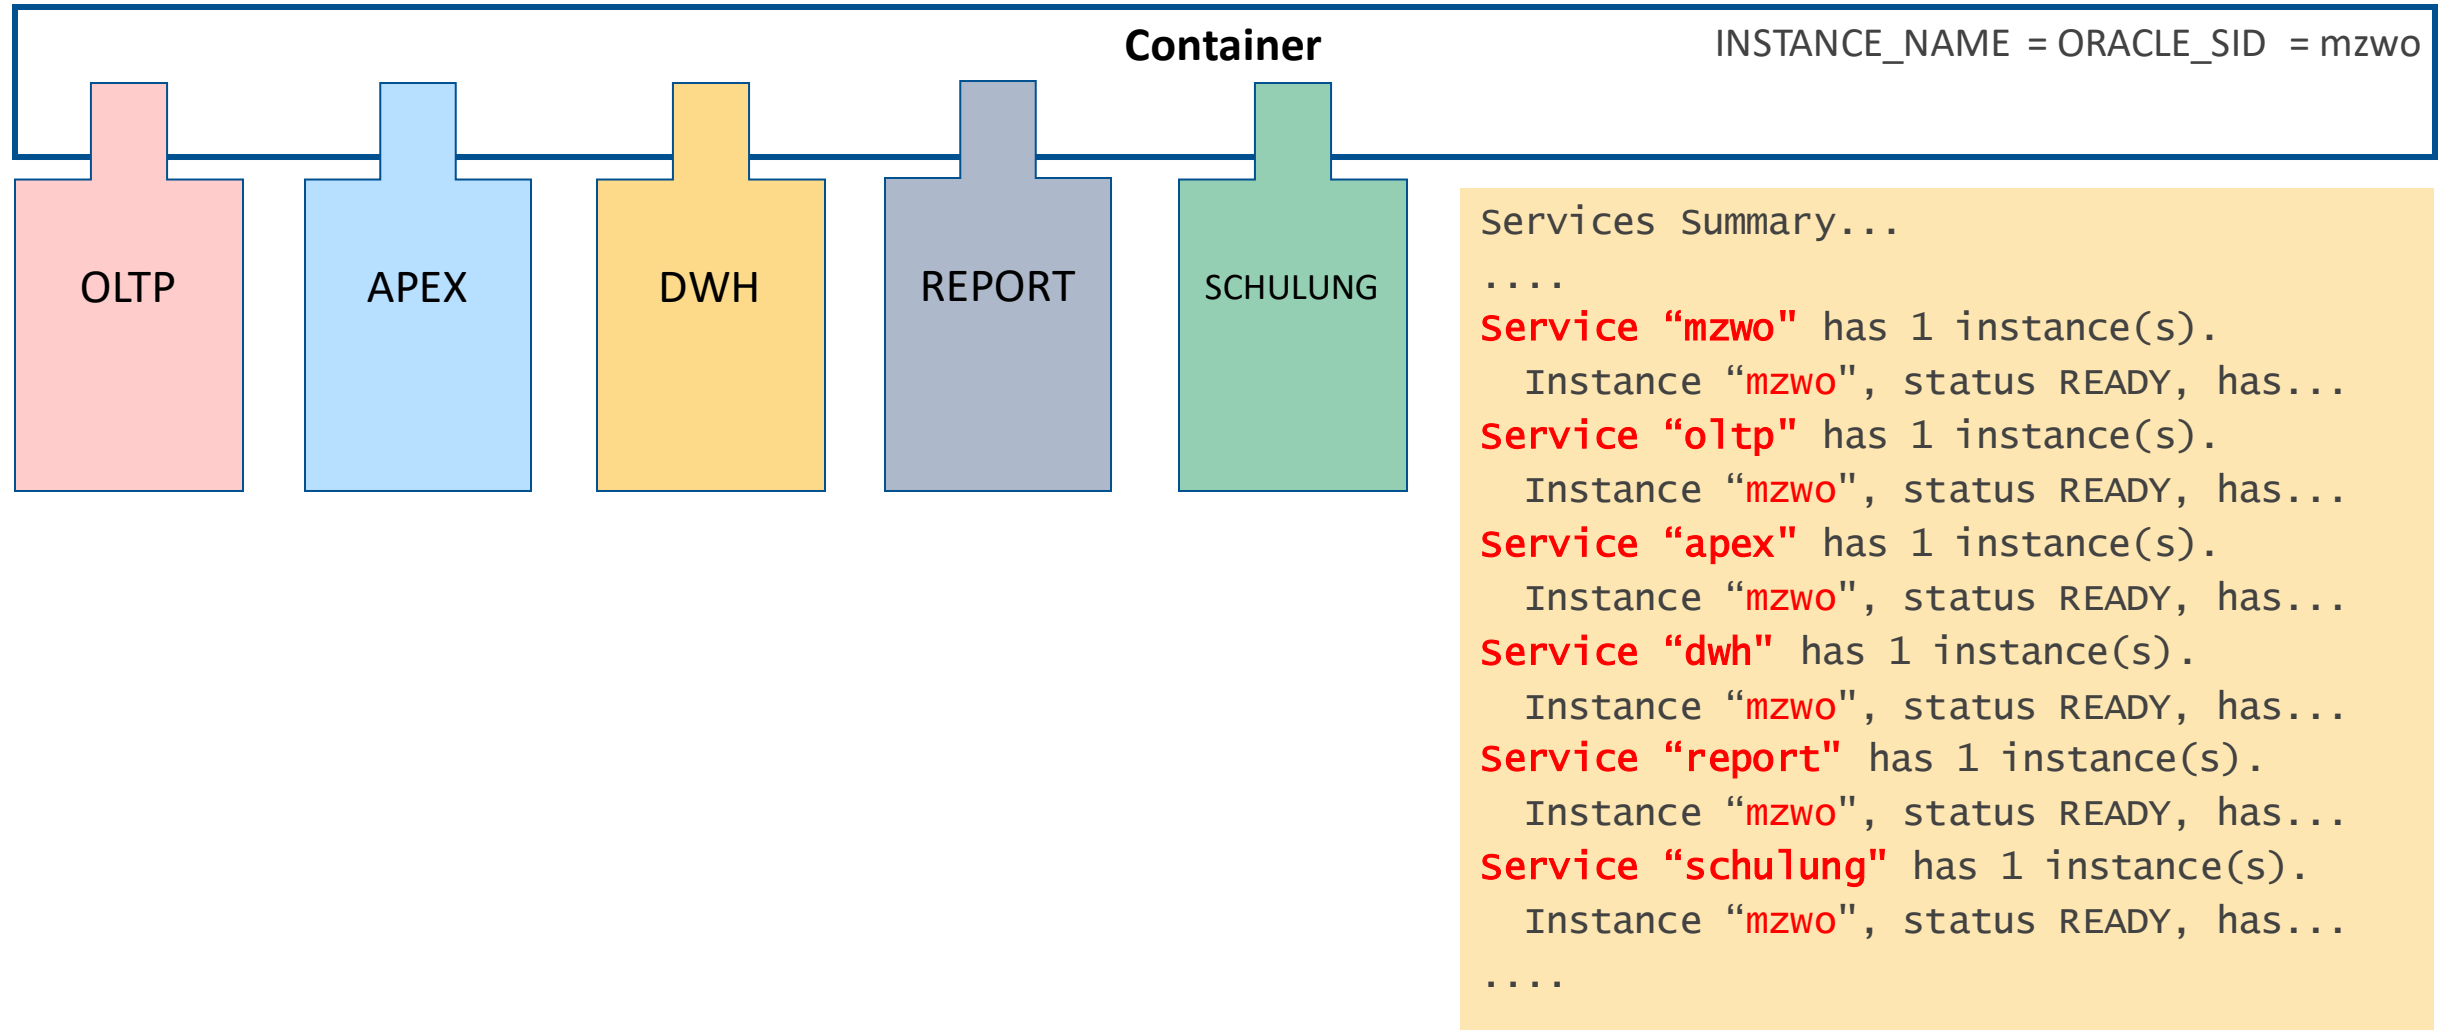 Container
INSTANCE_NAME = ORACLE_SID = mzwo
OLTP
APEX
DWH
REPORT
SCHULUNG
Services Summary...
....
Service “mzwo" has 1 instance(s).
Instance “mzwo", status READY, has...
Service “oltp" has 1 instance(s).
Instance “mzwo", status READY, has...
Service “apex" has 1 instance(s).
Instance “mzwo", status READY, has...
Service “dwh" has 1 instance(s).
Instance “mzwo", status READY, has...
Service “report" has 1 instance(s).
Instance “mzwo", status READY, has...
Service “schulung" has 1 instance(s).
Instance “mzwo", status READY, has...
....